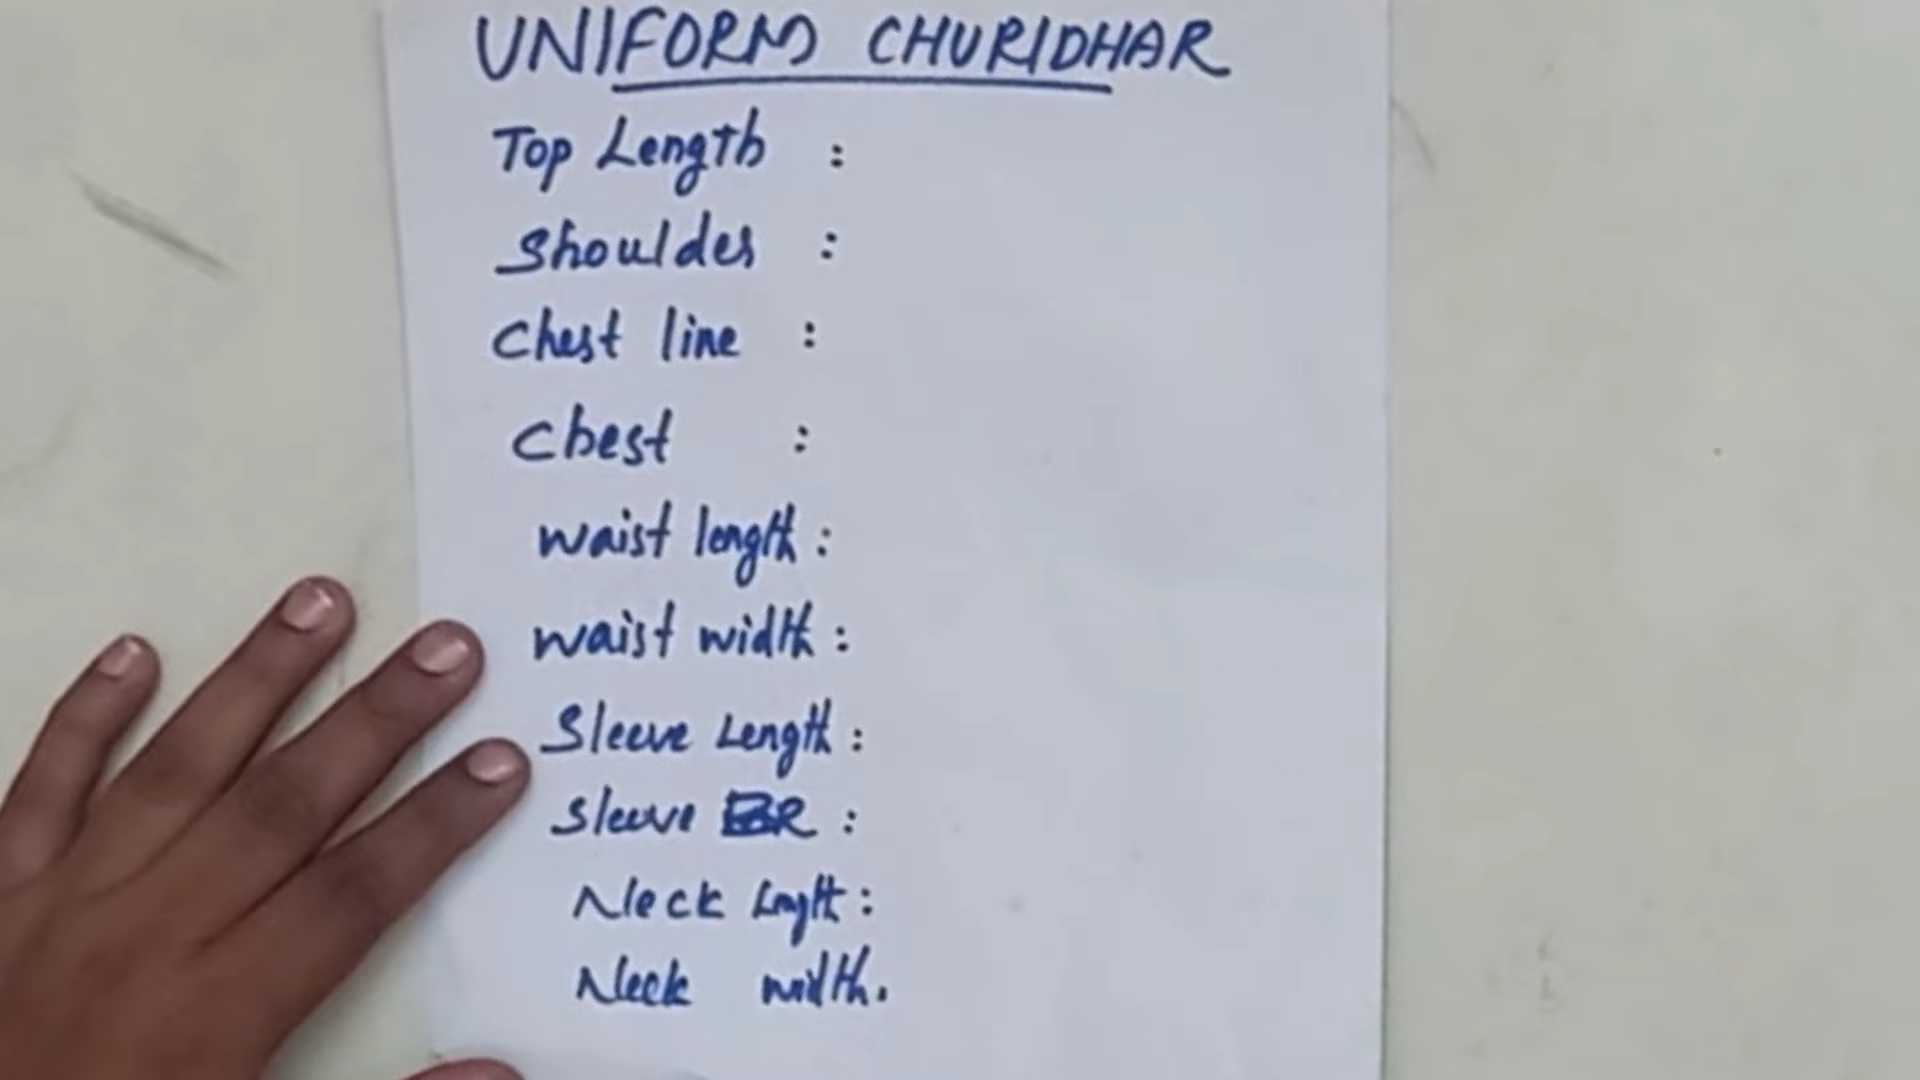 UNIFORM CHURIDHAR
Top Length :
Shoulder :
Chest line :
Chest :
Waist length :
Waist width :
Sleeve Length :
Sleeve R :
Neck Length :
Neck width.